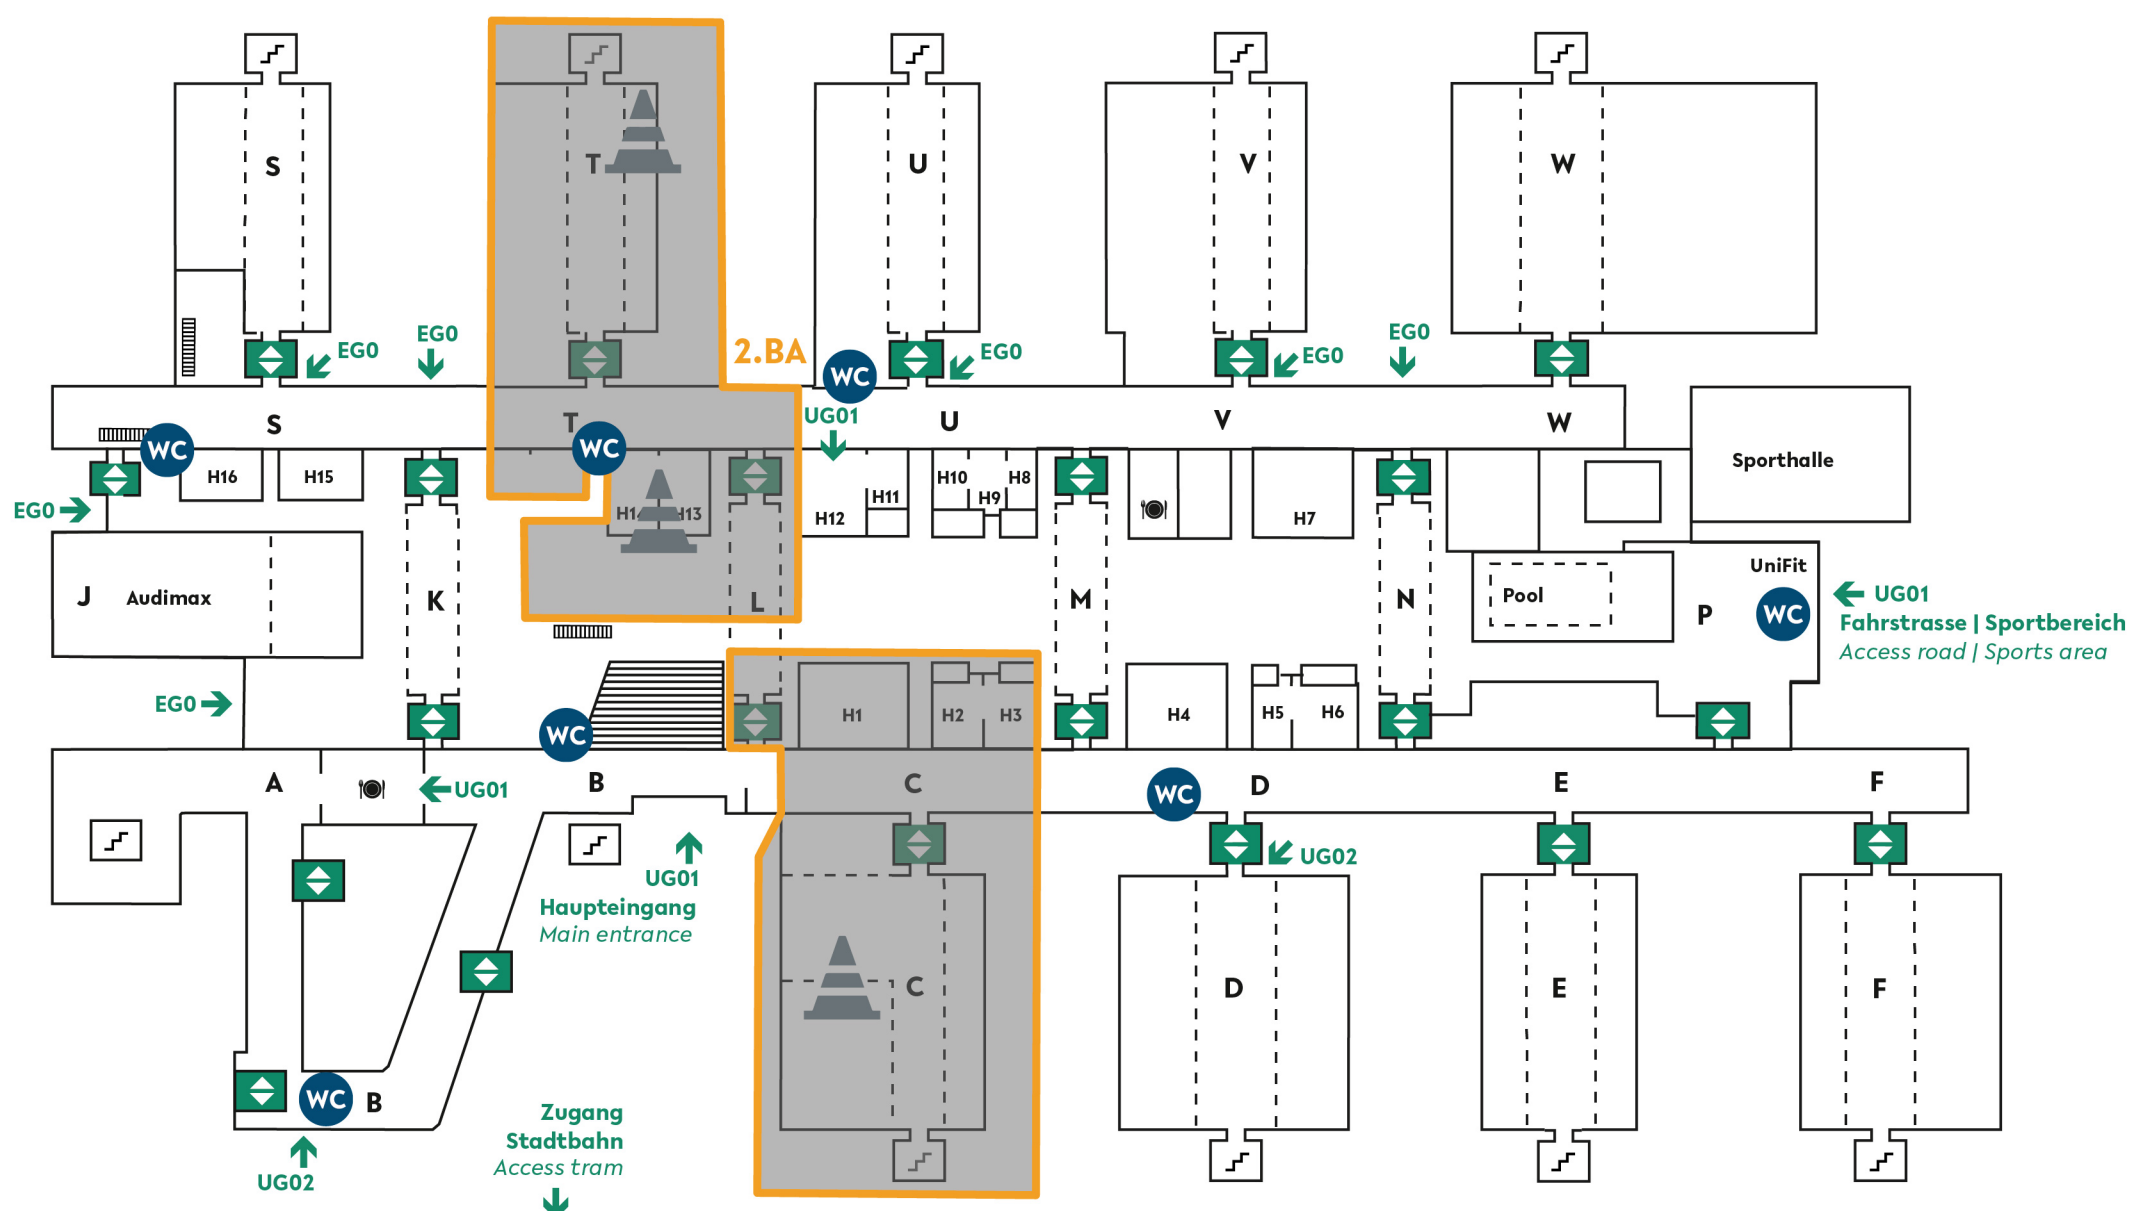 S
T
U
V
W
EG0
EG0
2.BA
WC
EG0
EG0
EG0
UG01
S
T
U
V
W
WC
WC
H16
H15
H14
H13
H12
H11
H10
H9
H8
H7
Sporthalle
EG0
J
Audimax
K
L
M
N
Pool
P
UniFit
WC
UG01
Fahrstrasse | Sportbereich
Access road | Sports area
EG0
WC
H1
H2
H3
H4
H5
H6
A
UG01
B
C
WC
D
E
F
UG01
Haupteingang
Main entrance
UG02
C
D
E
F
WC
B
UG02
Zugang
Stadtbahn
Access tram